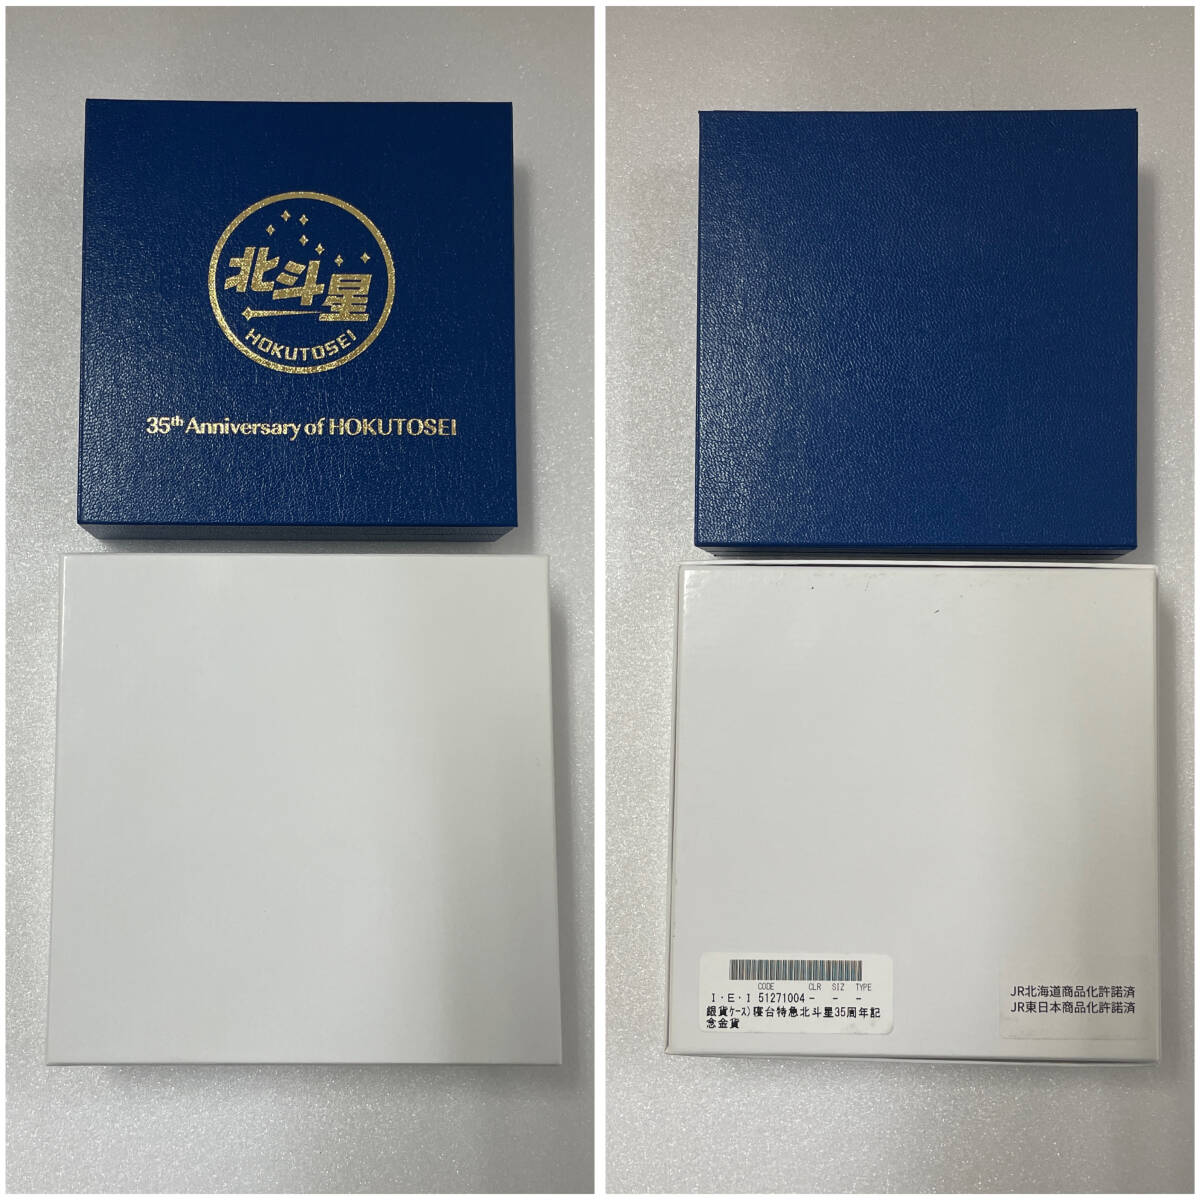 北斗星
HOKUTOSEI
35th Anniversary of HOKUTOSEI
CODE CLR SIZ TYPE
I・E・I 51271004 - - -
銀貨ケース)寝台特急北斗星35周年記
念金貨
JR北海道商品化許諾済
JR東日本商品化許諾済